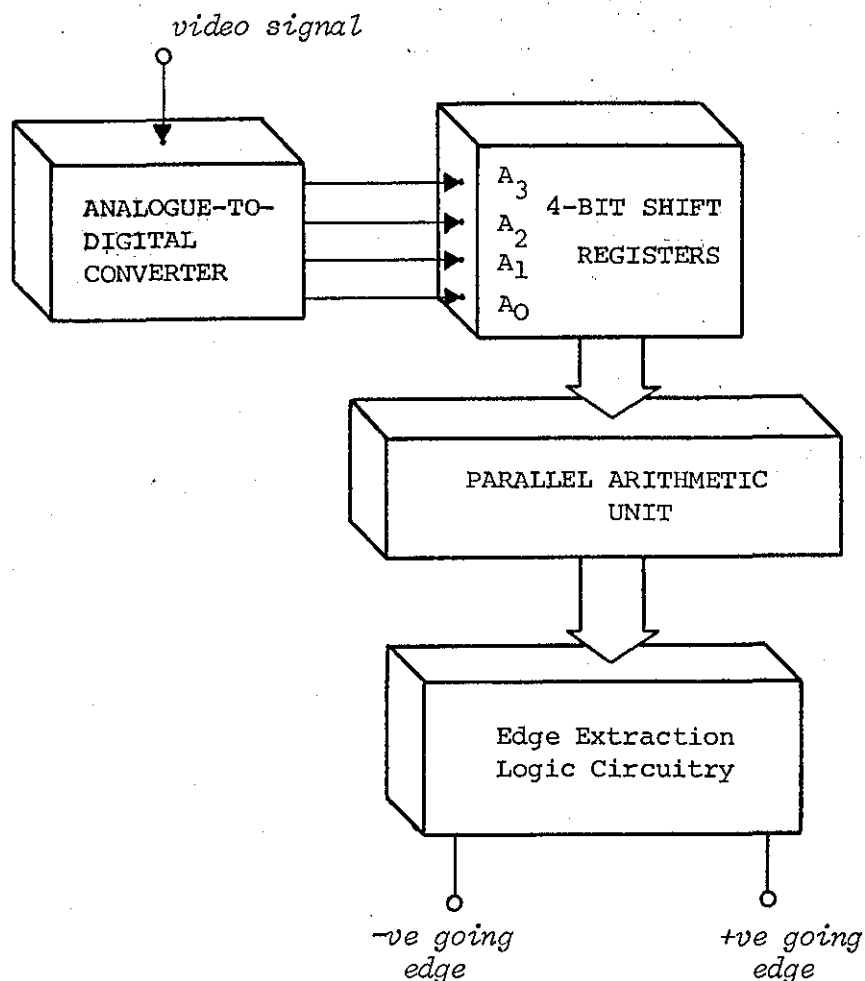 video signal
ANALOGUE-TO-
DIGITAL
CONVERTER
A3
A2
A1
A0
4-BIT SHIFT
REGISTERS
PARALLEL ARITHMETIC
UNIT
Edge Extraction
Logic Circuitry
-ve going
edge
+ve going
edge